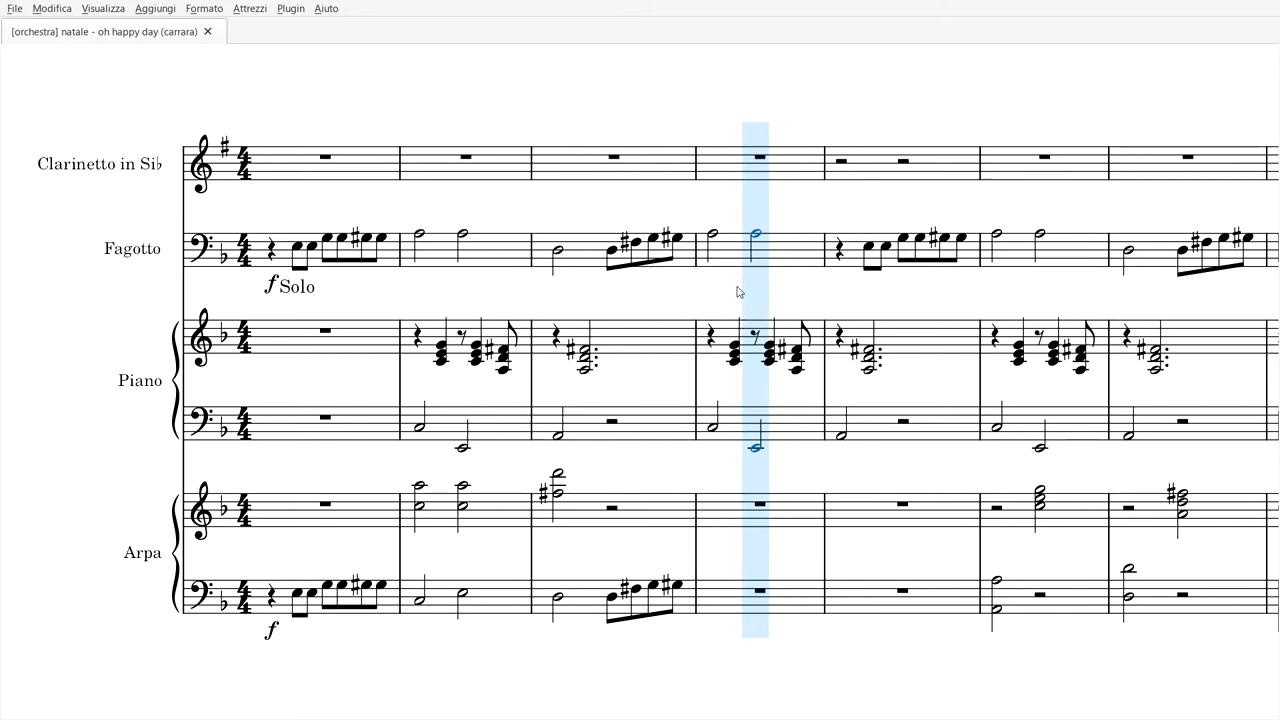 File Modifica Visualizza Aggiungi Formato Attrezzi Plugin Aiuto
[orchestra] natale - oh happy day (carrara) ✕
Clarinetto in Si♭
Fagotto
f Solo
Piano
Arpa
f